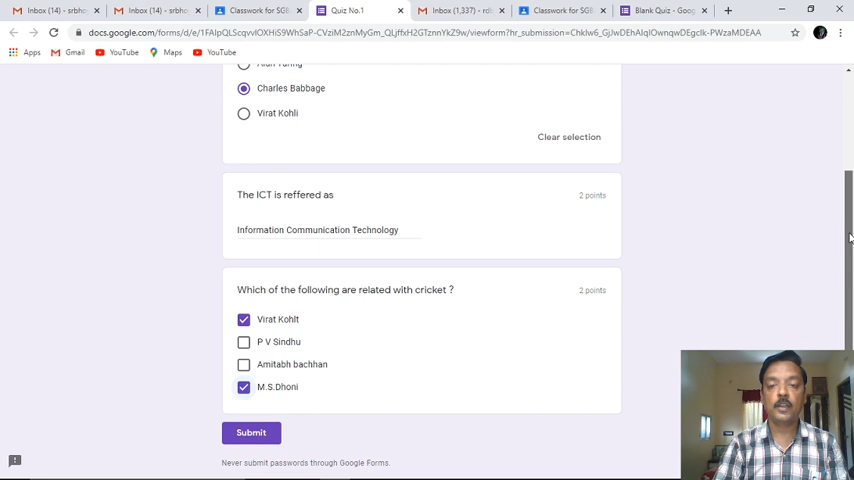 Inbox (14) - srbho
Inbox (14) - srbho
Classwork for SGB
Quiz No.1
Inbox (1,337) - rdb
Classwork for SGB
Blank Quiz - Goog
docs.google.com/forms/d/e/1FAIpQLScqvvIOXHiS9WhSaP-CVziM2znMyGm_QLjffxH2GTznnYkZ9w/viewform?hr_submission=ChkIw6_GjJwDEhAIqIOwnqwDEgcIk-PWzaMDEAA
Apps
Gmail
YouTube
Maps
YouTube
Charles Babbage
Virat Kohli
Clear selection
The ICT is reffered as
2 points
Information Communication Technology
Which of the following are related with cricket ?
2 points
Virat Kohlt
P V Sindhu
Amitabh bachhan
M.S.Dhoni
Submit
Never submit passwords through Google Forms.